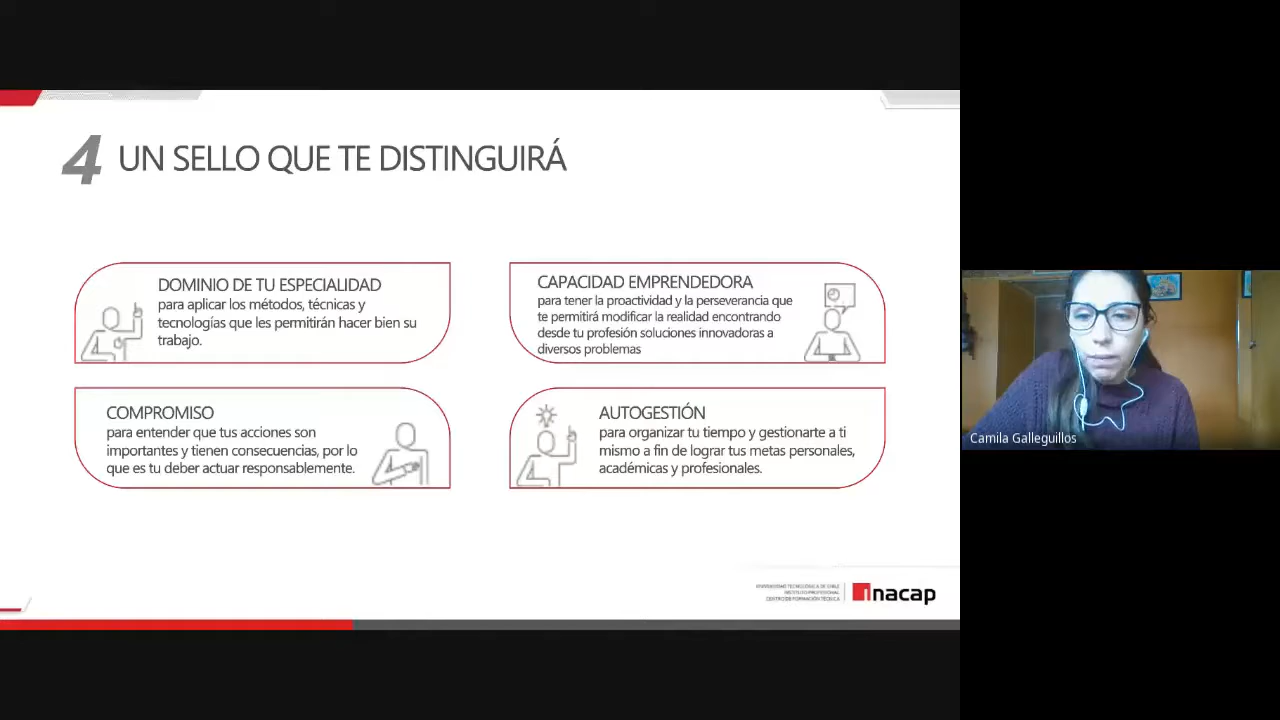 4 UN SELLO QUE TE DISTINGUIRÁ
DOMINIO DE TU ESPECIALIDAD
para aplicar los métodos, técnicas y
tecnologías que les permitirán hacer bien su
trabajo.
CAPACIDAD EMPRENDEDORA
para tener la proactividad y la perseverancia que
te permitirá modificar la realidad encontrando
desde tu profesión soluciones innovadoras a
diversos problemas
COMPROMISO
para entender que tus acciones son
importantes y tienen consecuencias, por lo
que es tu deber actuar responsablemente.
AUTOGESTIÓN
para organizar tu tiempo y gestionarte a ti
mismo a fin de lograr tus metas personales,
académicas y profesionales.
Camila Galleguillos
UNIVERSIDAD TECNOLÓGICA DE CHILE
INSTITUTO PROFESIONAL
CENTRO DE FORMACIÓN TÉCNICA
inacap